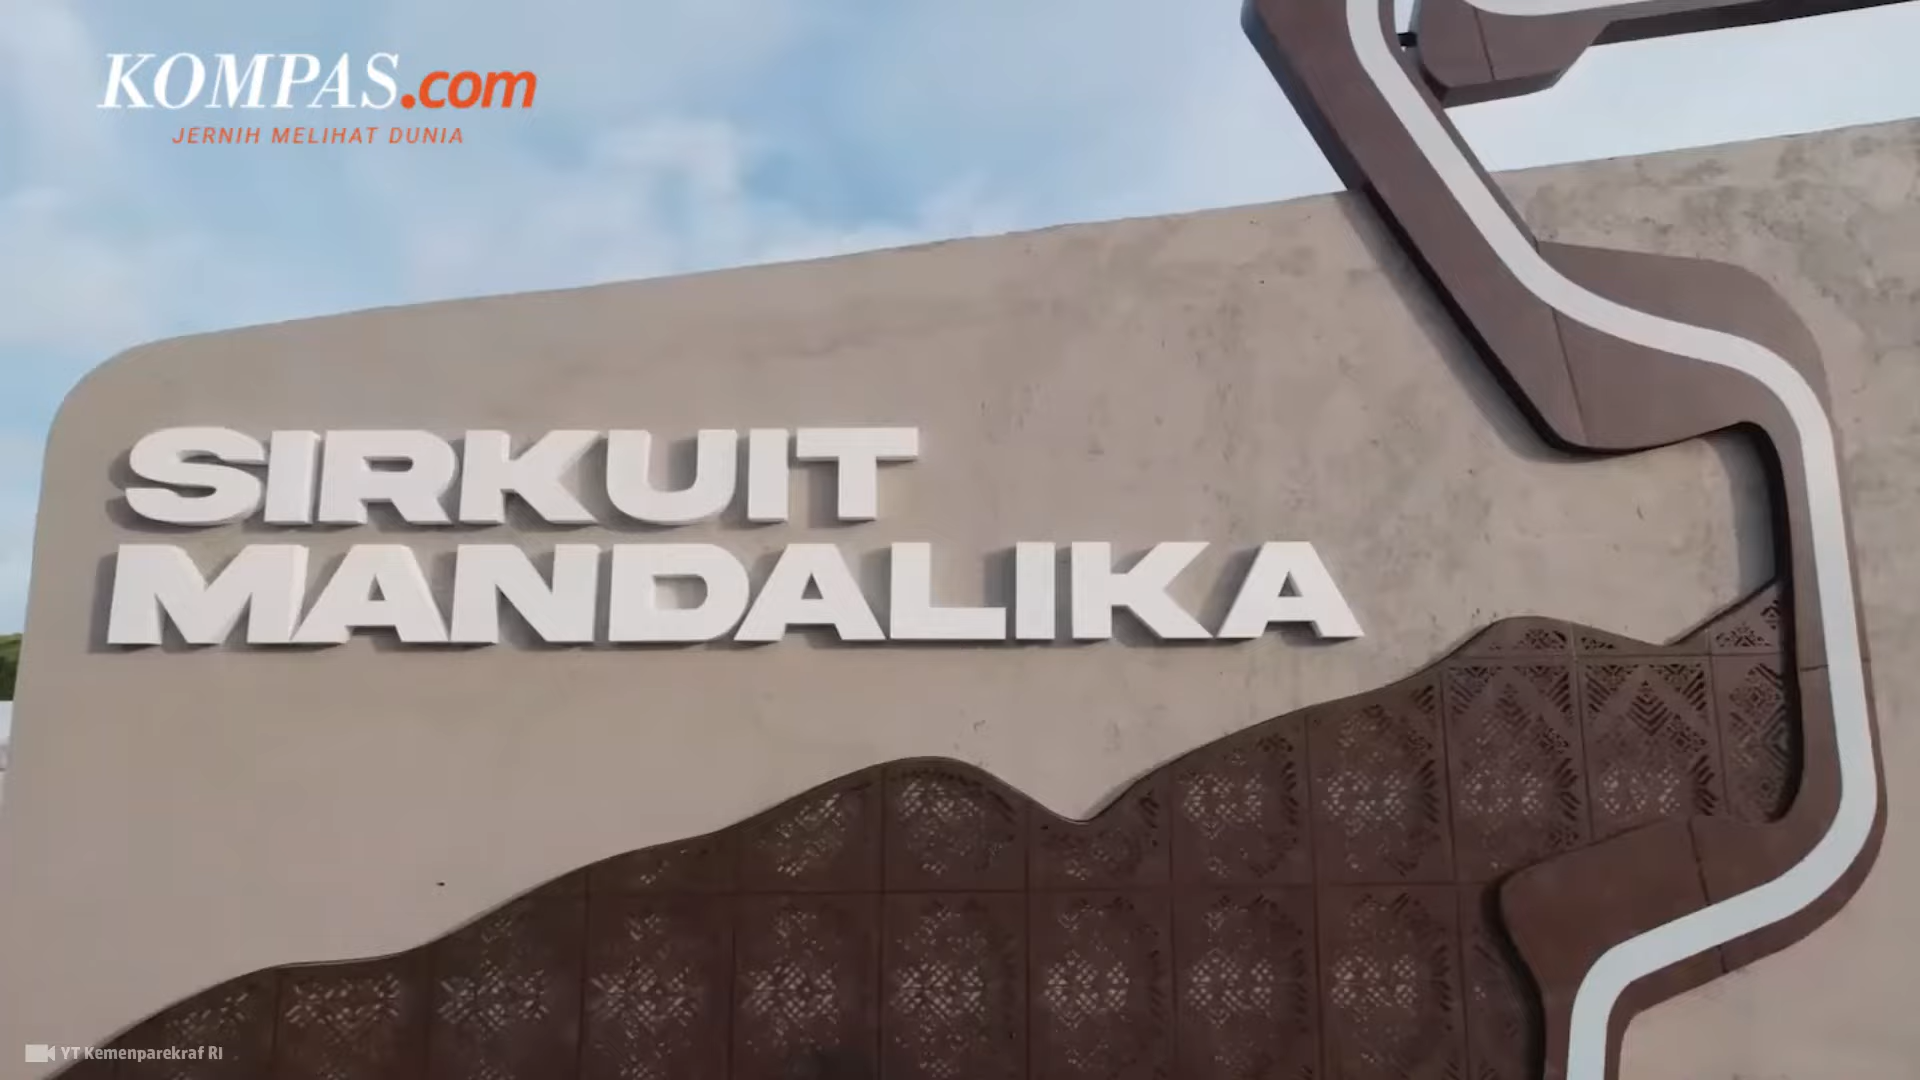 KOMPAS.com
JERNIH MELIHAT DUNIA
SIRKUIT
MANDALIKA
YT Kemenparekraf RI